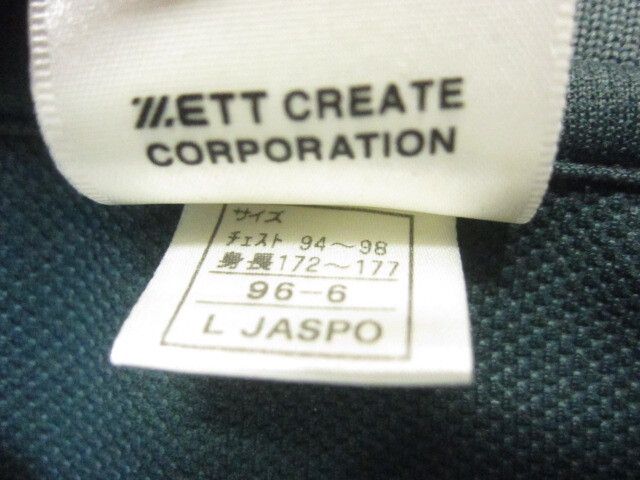 ZETT CREATE
CORPORATION
サイズ
チェスト 94～98
身長172～177
96-6
L JASPO